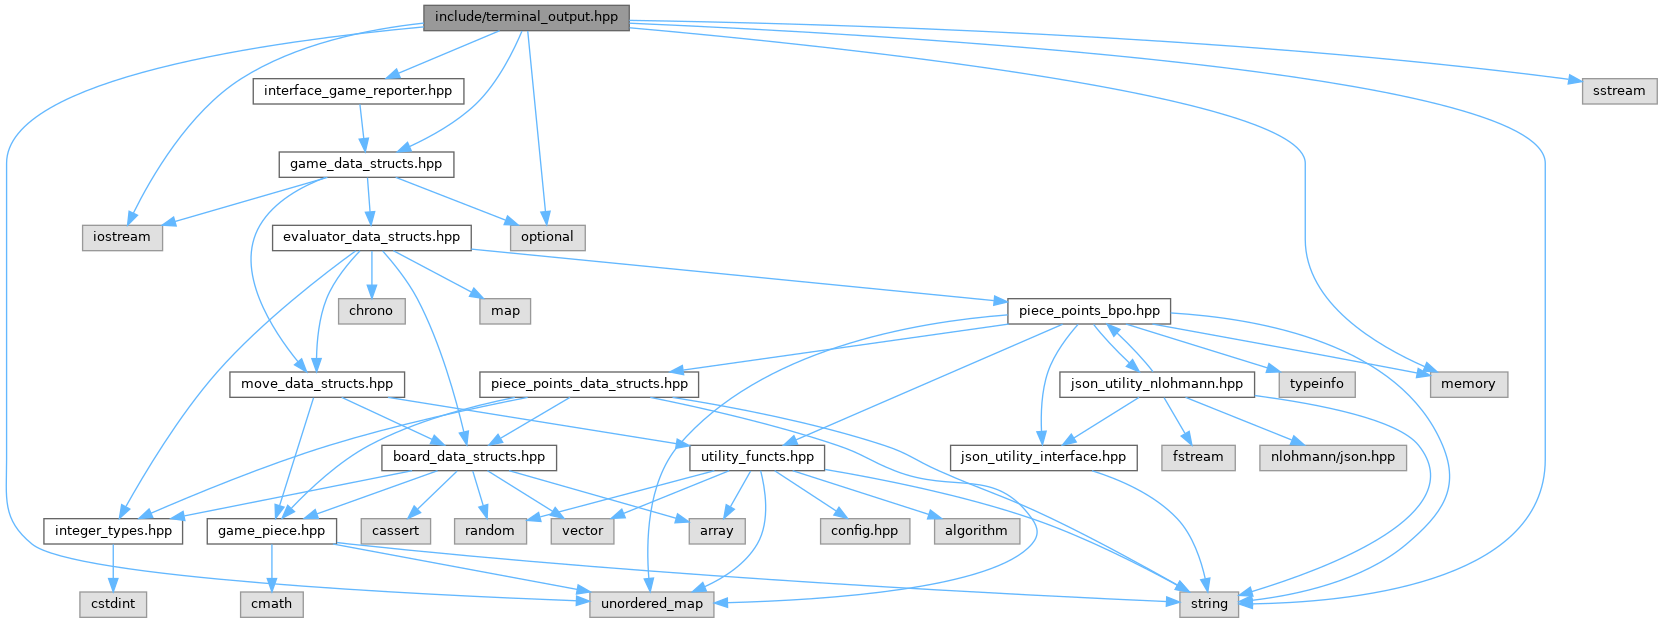 include/terminal_output.hpp
interface_game_reporter.hpp
sstream
game_data_structs.hpp
iostream
evaluator_data_structs.hpp
optional
chrono
map
piece_points_bpo.hpp
move_data_structs.hpp
piece_points_data_structs.hpp
json_utility_nlohmann.hpp
typeinfo
memory
board_data_structs.hpp
utility_functs.hpp
json_utility_interface.hpp
fstream
nlohmann/json.hpp
integer_types.hpp
game_piece.hpp
cassert
random
vector
array
config.hpp
algorithm
cstdint
cmath
unordered_map
string